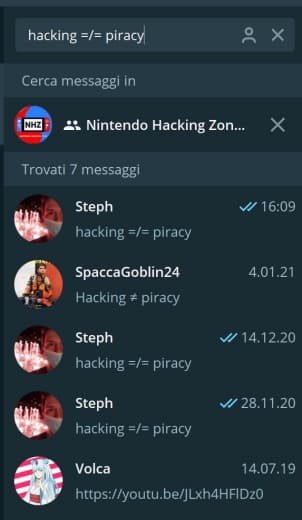 hacking =/= piracy
Cerca messaggi in
NHZ
Nintendo Hacking Zon...
Trovati 7 messaggi
Steph 16:09
hacking =/= piracy
SpaccaGoblin24 4.01.21
Hacking ≠ piracy
Steph 14.12.20
hacking =/= piracy
Steph 28.11.20
hacking =/= piracy
Volca 14.07.19
https://youtu.be/JLxh4HFlDz0